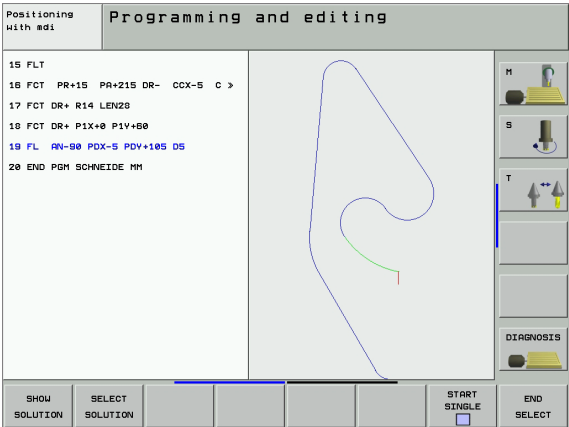 Positioning
with mdi
Programming and editing
15 FLT
16 FCT PR+15 PA+215 DR- CCX-5 C »
17 FCT DR+ R14 LEN28
18 FCT DR+ P1X+0 P1Y+60
19 FL AN-90 PDX-5 PDY+105 D5
20 END PGM SCHNEIDE MM
M
S
T
DIAGNOSIS
SHOW
SOLUTION
SELECT
SOLUTION
START
SINGLE
END
SELECT